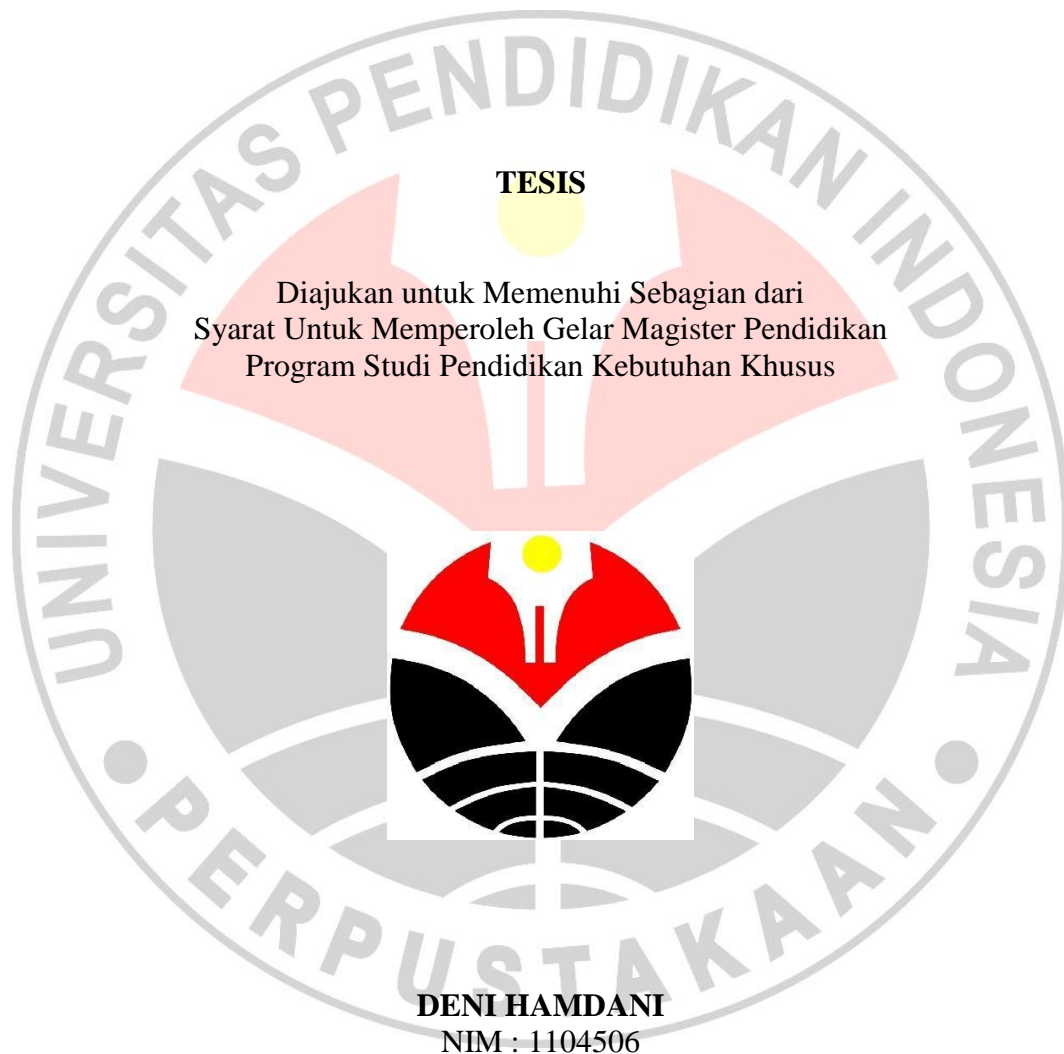 UNIVERSITAS PENDIDIKAN INDONESIA
TESIS
Diajukan untuk Memenuhi Sebagian dari
Syarat Untuk Memperoleh Gelar Magister Pendidikan
Program Studi Pendidikan Kebutuhan Khusus
PERPUSTAKAAN
DENI HAMDANI
NIM : 1104506